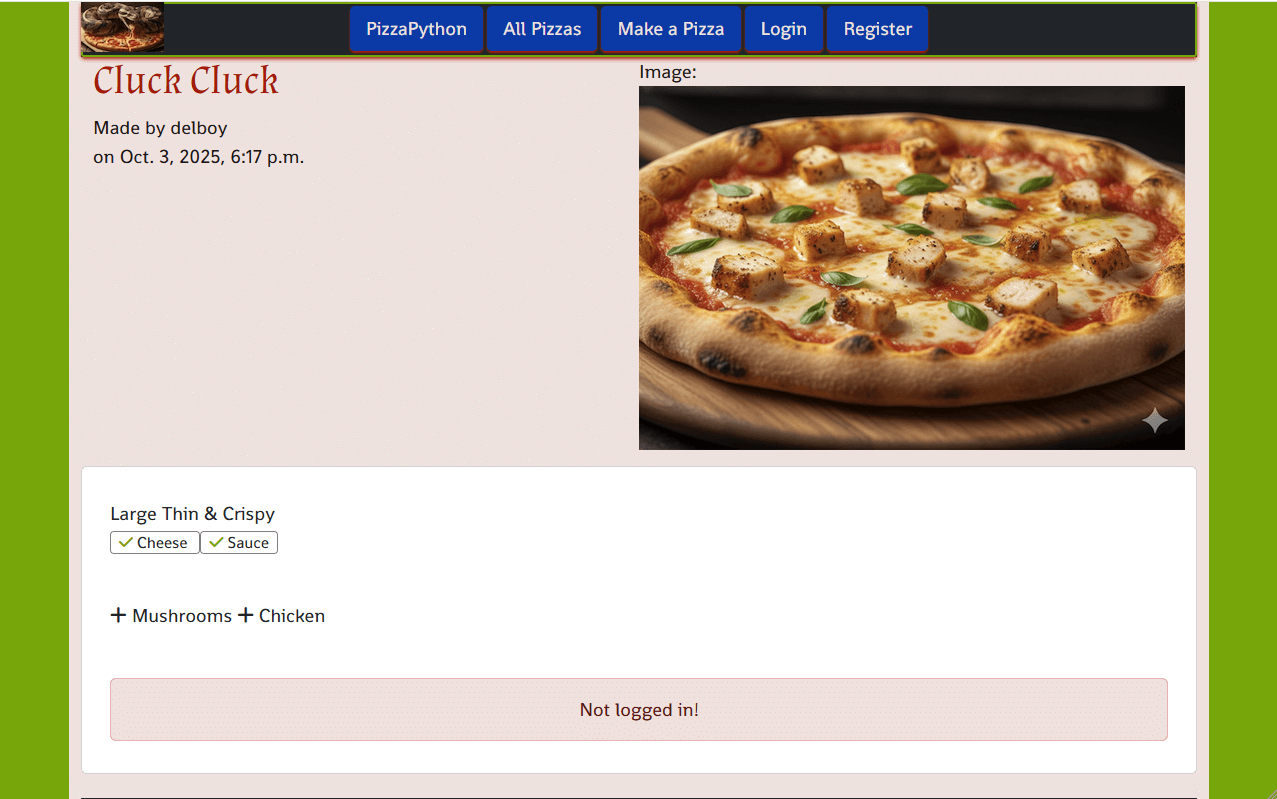 PizzaPython All Pizzas Make a Pizza Login Register
Cluck Cluck
Made by delboy
on Oct. 3, 2025, 6:17 p.m.
Image:
Large Thin & Crispy
Cheese Sauce
Mushrooms Chicken
Not logged in!